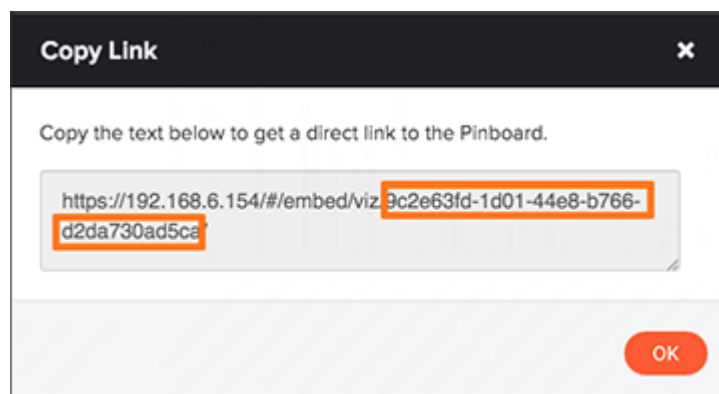 Copy Link ×
Copy the text below to get a direct link to the Pinboard.
https://192.168.6.154/#/embed/viz/9c2e63fd-1d01-44e8-b766-
d2da730ad5ca/
OK